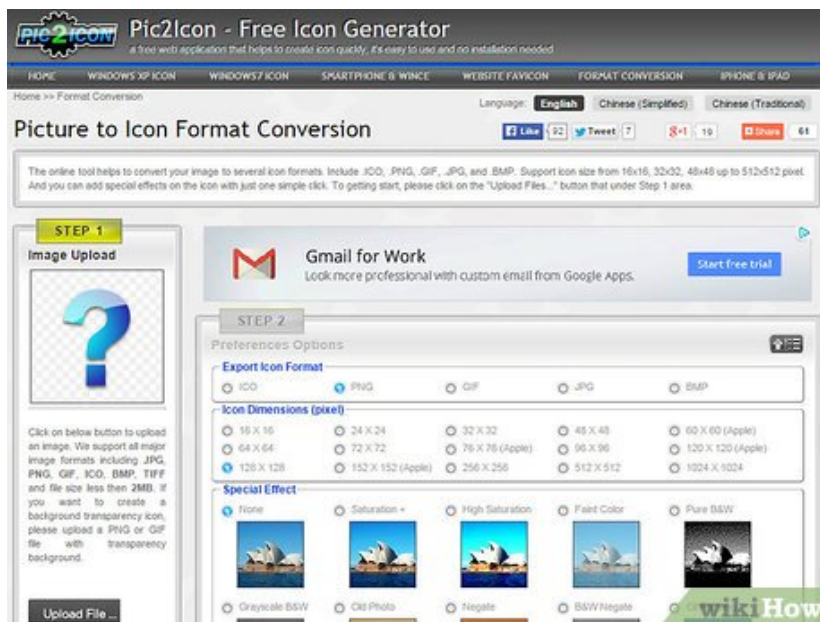 PIC2ICON
Pic2Icon - Free Icon Generator
a free web application that helps to create icon quickly, it's easy to use and no installation needed
HOME WINDOWS XP ICON WINDOWS7 ICON SMARTPHONE & WINCE WEBSITE FAVICON FORMAT CONVERSION IPHONE & IPAD
Home >> Format Conversion
Language: English Chinese (Simplified) Chinese (Traditional)
Picture to Icon Format Conversion
Like 92 Tweet 7 g+1 19 Share 61
The online tool helps to convert your image to several icon formats. Include .ICO, .PNG, .GIF, .JPG, and .BMP. Support icon size from 16x16, 32x32, 48x48 up to 512x512 pixel.
And you can add special effects on the icon with just one simple click. To getting start, please click on the "Upload Files..." button that under Step 1 area.
STEP 1
Image Upload
Click on below button to upload
an image. We support all major
image formats including JPG,
PNG, GIF, ICO, BMP, TIFF
and file size less then 2MB. If
you want to create a
background transparency icon,
please upload a PNG or GIF
file with transparency
background.
Upload File ...
Gmail for Work
Look more professional with custom email from Google Apps.
Start free trial
STEP 2
Preferences Options
Export Icon Format
ICO PNG GIF JPG BMP
Icon Dimensions (pixel)
16 X 16 24 X 24 32 X 32 48 X 48 60 X 60 (Apple)
64 X 64 72 X 72 76 X 76 (Apple) 96 X 96 120 X 120 (Apple)
128 X 128 152 X 152 (Apple) 256 X 256 512 X 512 1024 X 1024
Special Effect
None Saturation + High Saturation Faint Color Pure B&W
Grayscale B&W Old Photo Negate B&W Negate
wikiHow